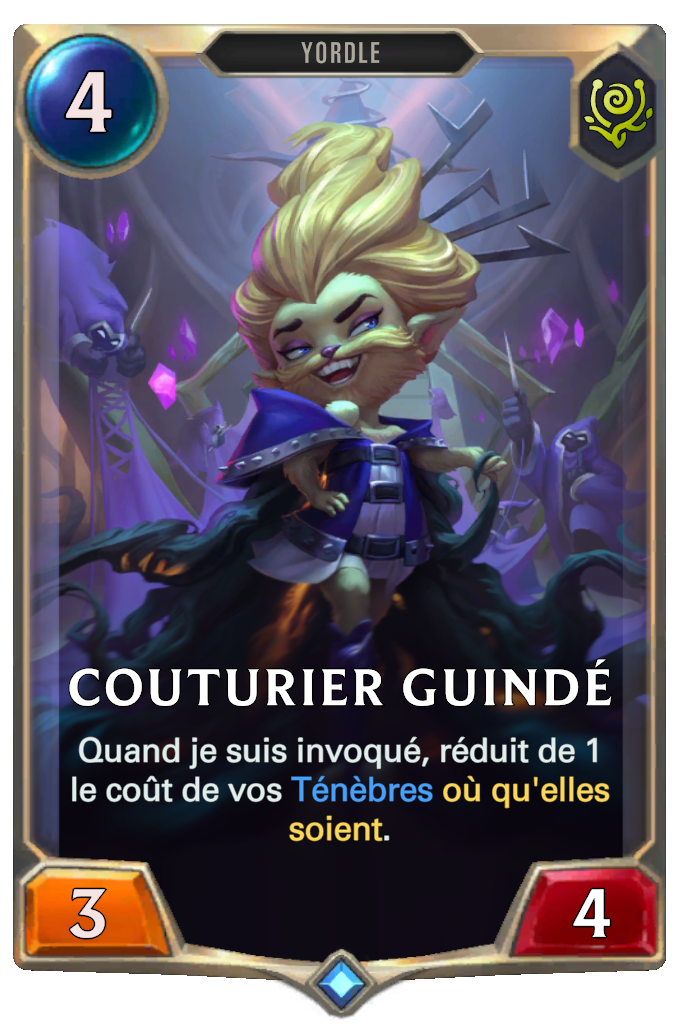 YORDLE
4
COUTURIER GUINDÉ
Quand je suis invoqué, réduit de 1
le coût de vos Ténèbres où qu'elles
soient.
3
4